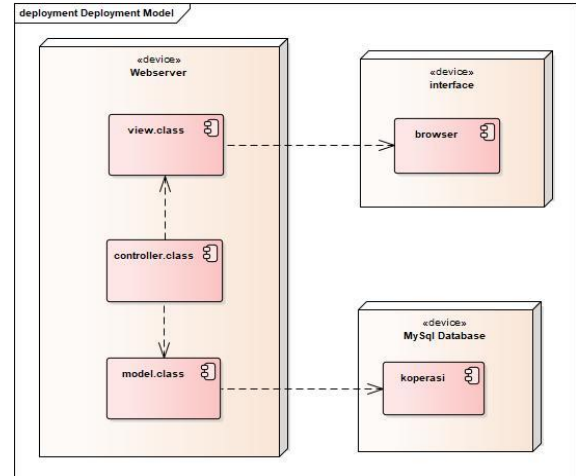 deployment Deployment Model
«device»
Webserver
view.class
controller.class
model.class
«device»
interface
browser
«device»
MySql Database
koperasi